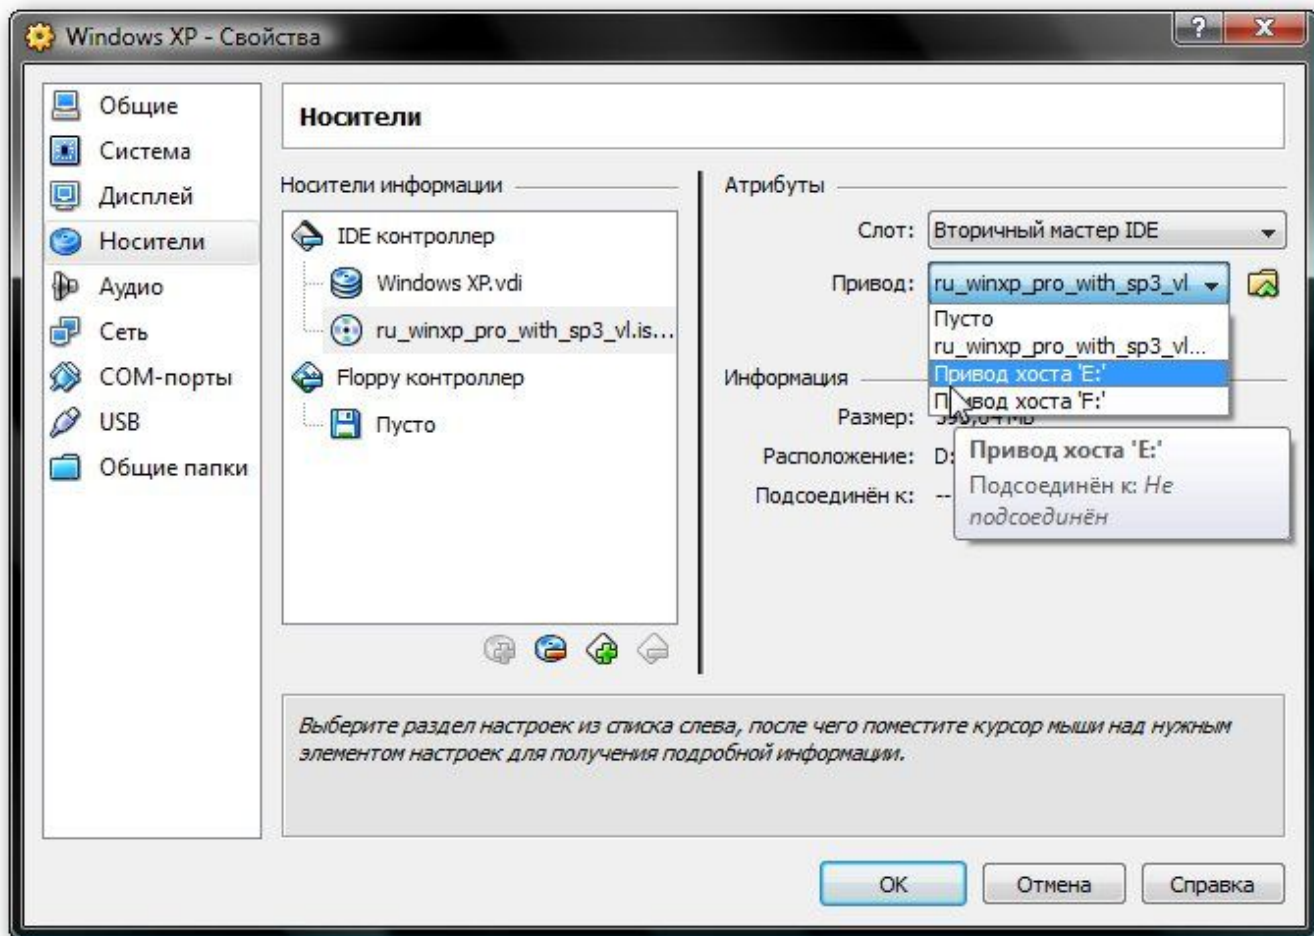 Windows XP - Свойства
Общие
Система
Дисплей
Носители
Аудио
Сеть
COM-порты
USB
Общие папки
Носители
Носители информации
IDE контроллер
Windows XP.vdi
ru_winxp_pro_with_sp3_vl.is...
Floppy контроллер
Пусто
Атрибуты
Слот: Вторичный мастер IDE
Привод: ru_winxp_pro_with_sp3_vl
Пусто
ru_winxp_pro_with_sp3_vl...
Привод хоста 'E:'
Привод хоста 'F:'
Информация
Размер:
Расположение: D:
Подсоединён к: --
Привод хоста 'E:'
Подсоединён к: Не
подсоединён
Выберите раздел настроек из списка слева, после чего поместите курсор мыши над нужным
элементом настроек для получения подробной информации.
OK
Отмена
Справка